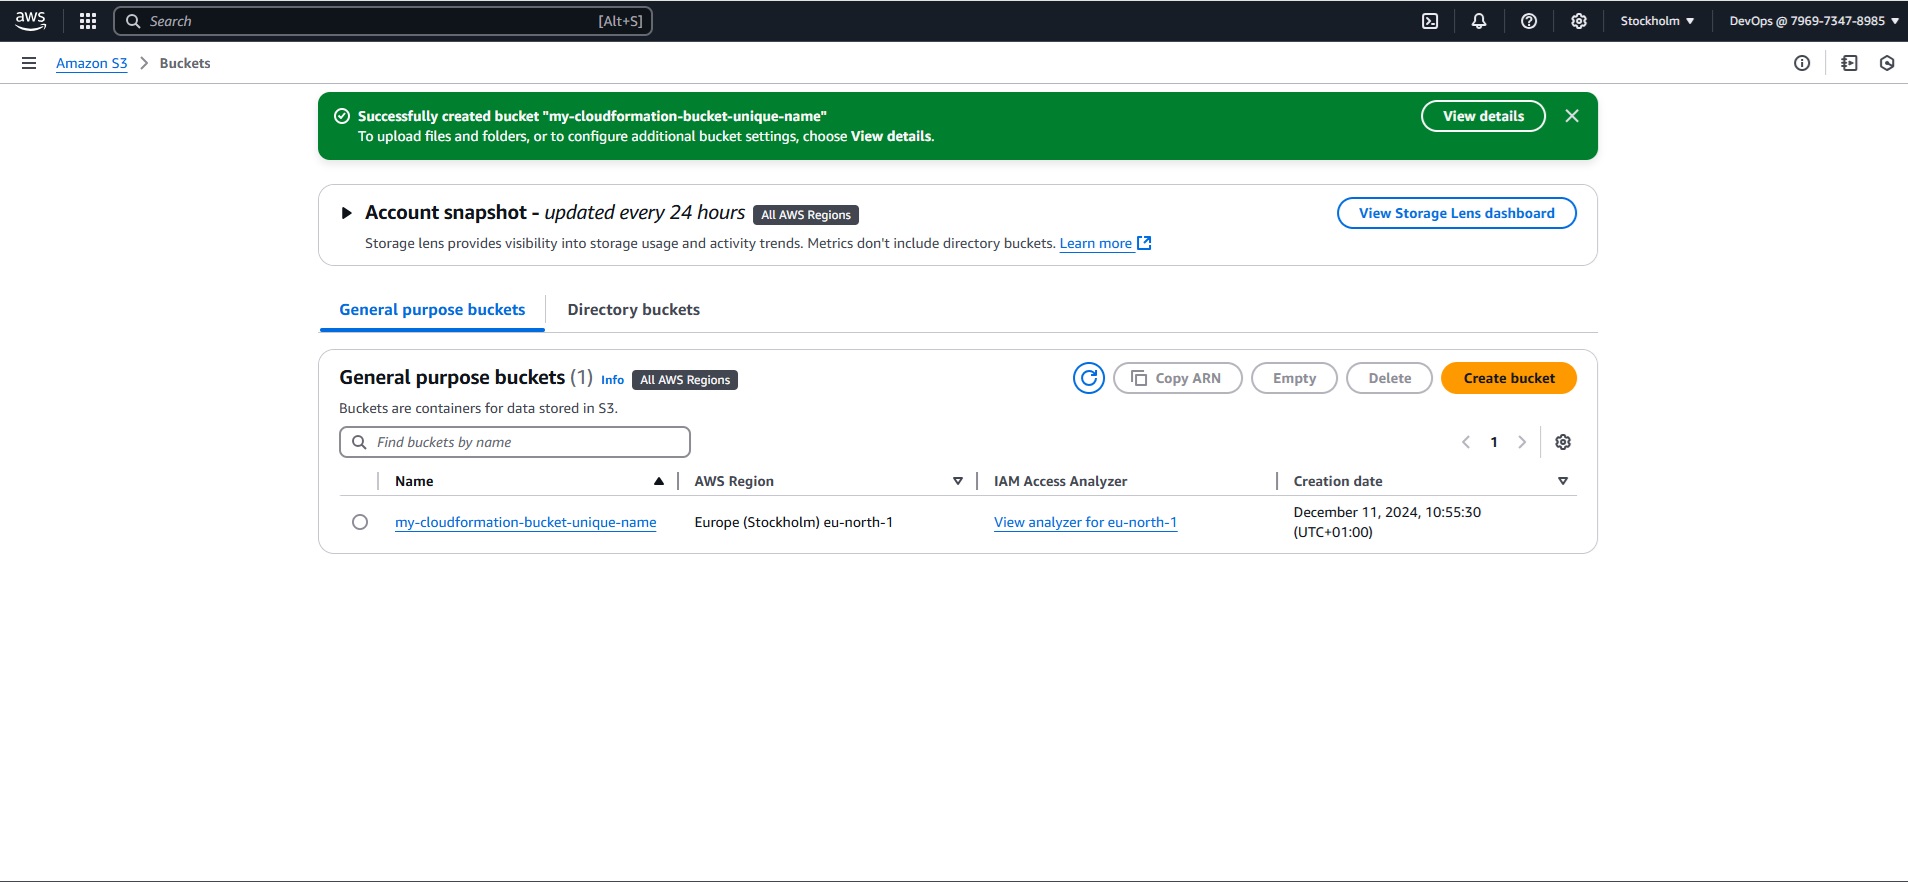 aws
Search [Alt+S]
Stockholm
DevOps @ 7969-7347-8985
Amazon S3
Buckets
Successfully created bucket "my-cloudformation-bucket-unique-name"
To upload files and folders, or to configure additional bucket settings, choose View details.
View details
Account snapshot - updated every 24 hours All AWS Regions
View Storage Lens dashboard
Storage lens provides visibility into storage usage and activity trends. Metrics don't include directory buckets. Learn more
General purpose buckets
Directory buckets
General purpose buckets (1) Info All AWS Regions
Copy ARN
Empty
Delete
Create bucket
Buckets are containers for data stored in S3.
Find buckets by name
1
Name
AWS Region
IAM Access Analyzer
Creation date
my-cloudformation-bucket-unique-name
Europe (Stockholm) eu-north-1
View analyzer for eu-north-1
December 11, 2024, 10:55:30
(UTC+01:00)